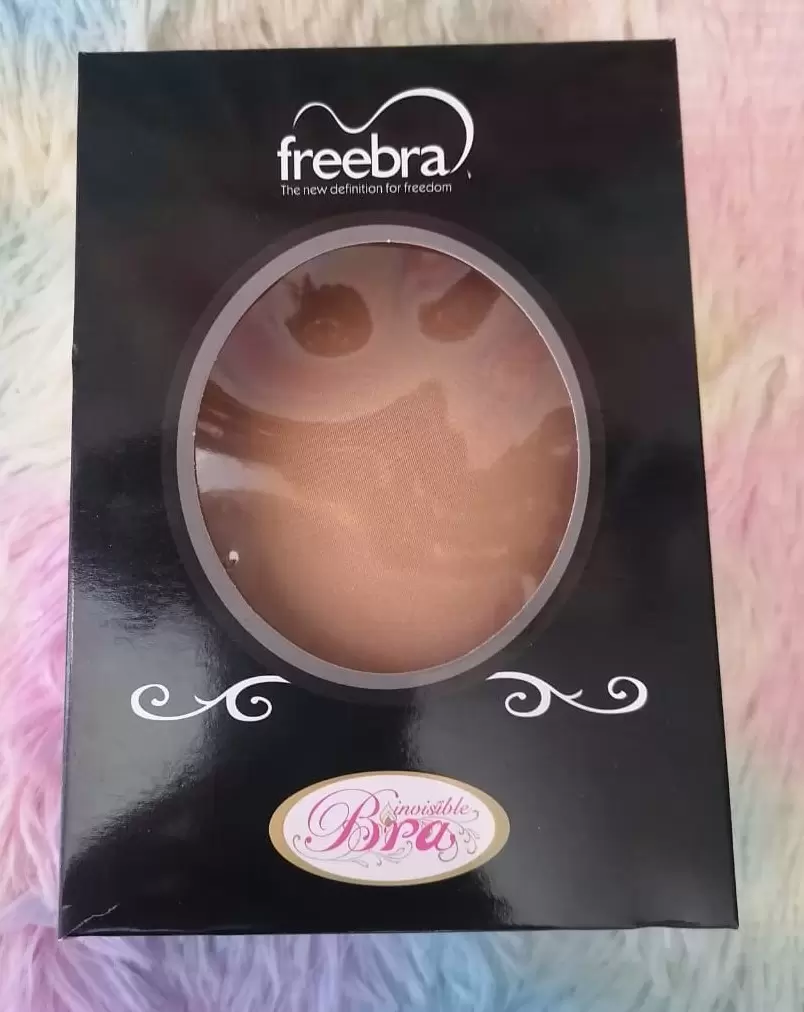 freebra
The new definition for freedom
invisible
Bra